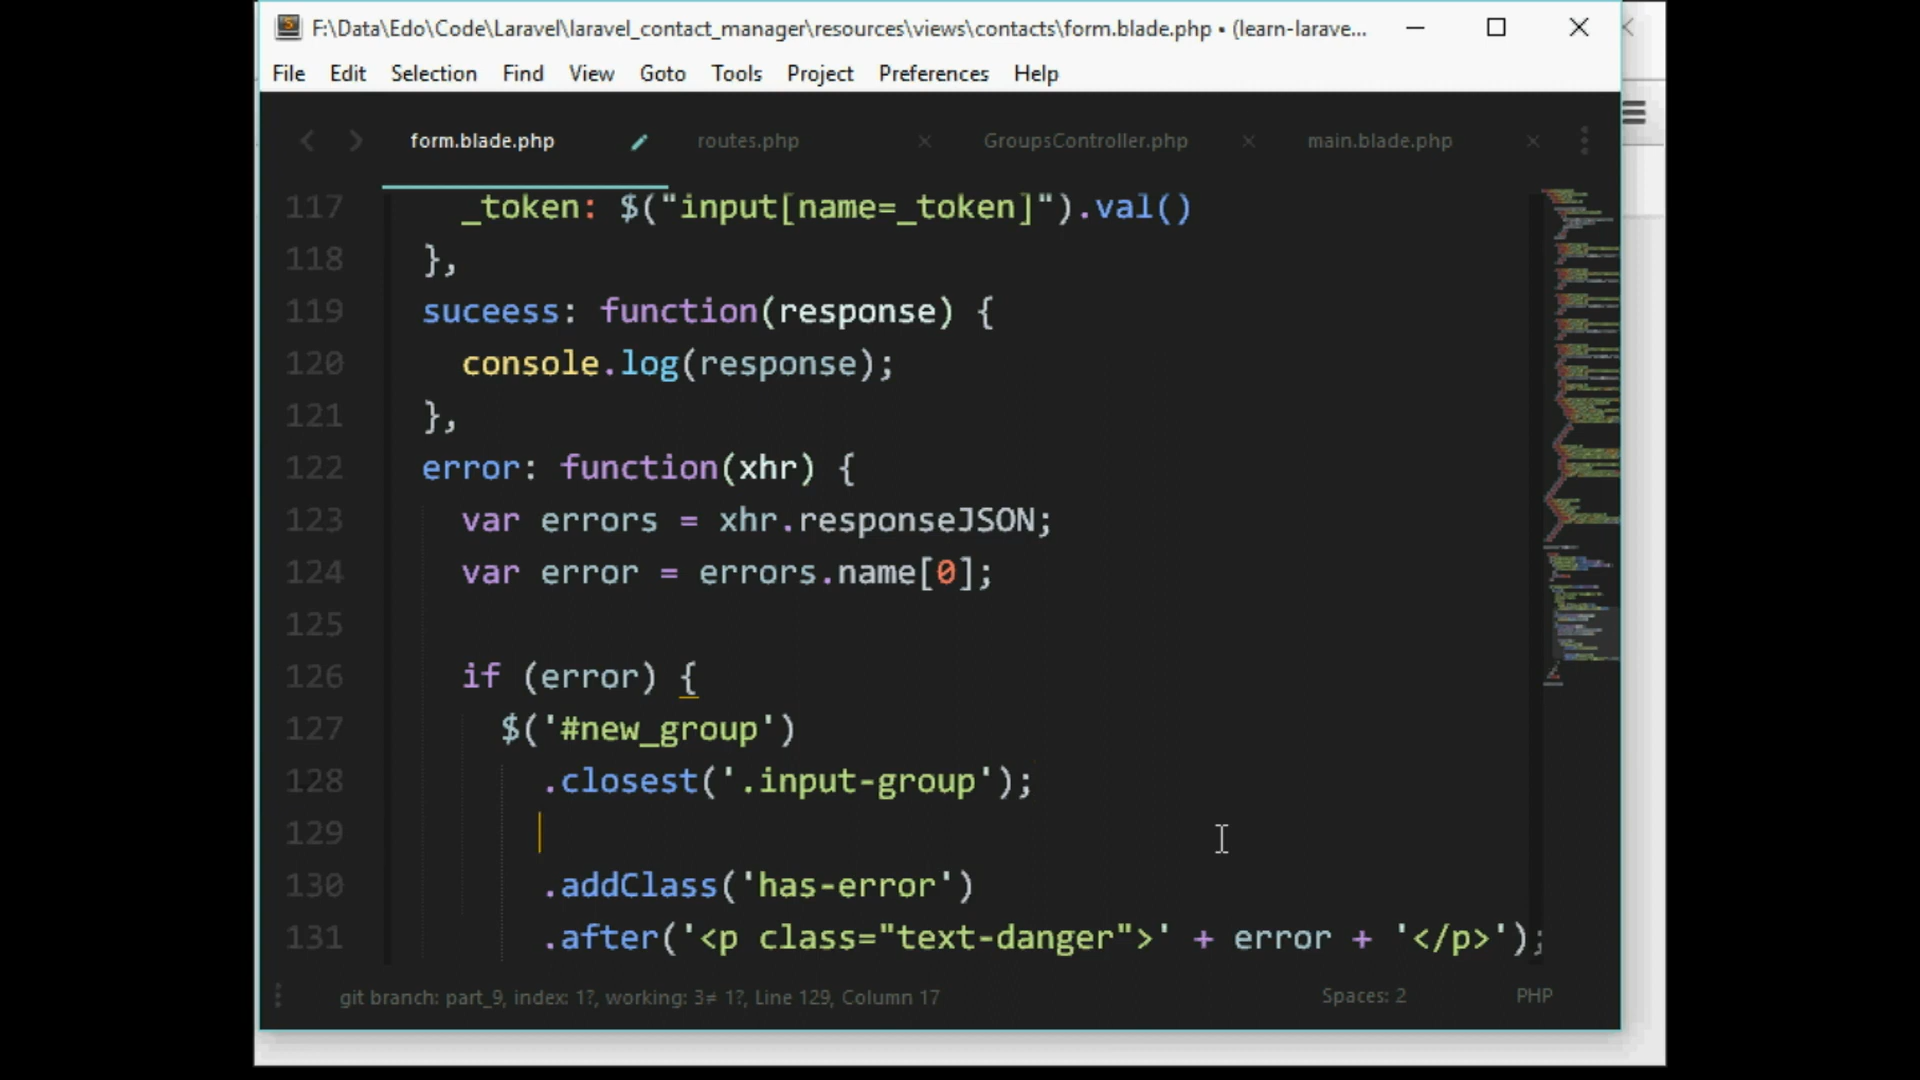 F:\Data\Edo\Code\Laravel\laravel_contact_manager\resources\views\contacts\form.blade.php • (learn-larave...
File Edit Selection Find View Goto Tools Project Preferences Help
form.blade.php routes.php GroupsController.php main.blade.php
117 _token: $("input[name=_token]").val()
118 },
119 suceess: function(response) {
120 console.log(response);
121 },
122 error: function(xhr) {
123 var errors = xhr.responseJSON;
124 var error = errors.name[0];
125
126 if (error) {
127 $('#new_group')
128 .closest('.input-group');
129
130 .addClass('has-error')
131 .after('<p class="text-danger">' + error + '</p>');
git branch: part_9, index: 1?, working: 3≠ 1?, Line 129, Column 17 Spaces: 2 PHP